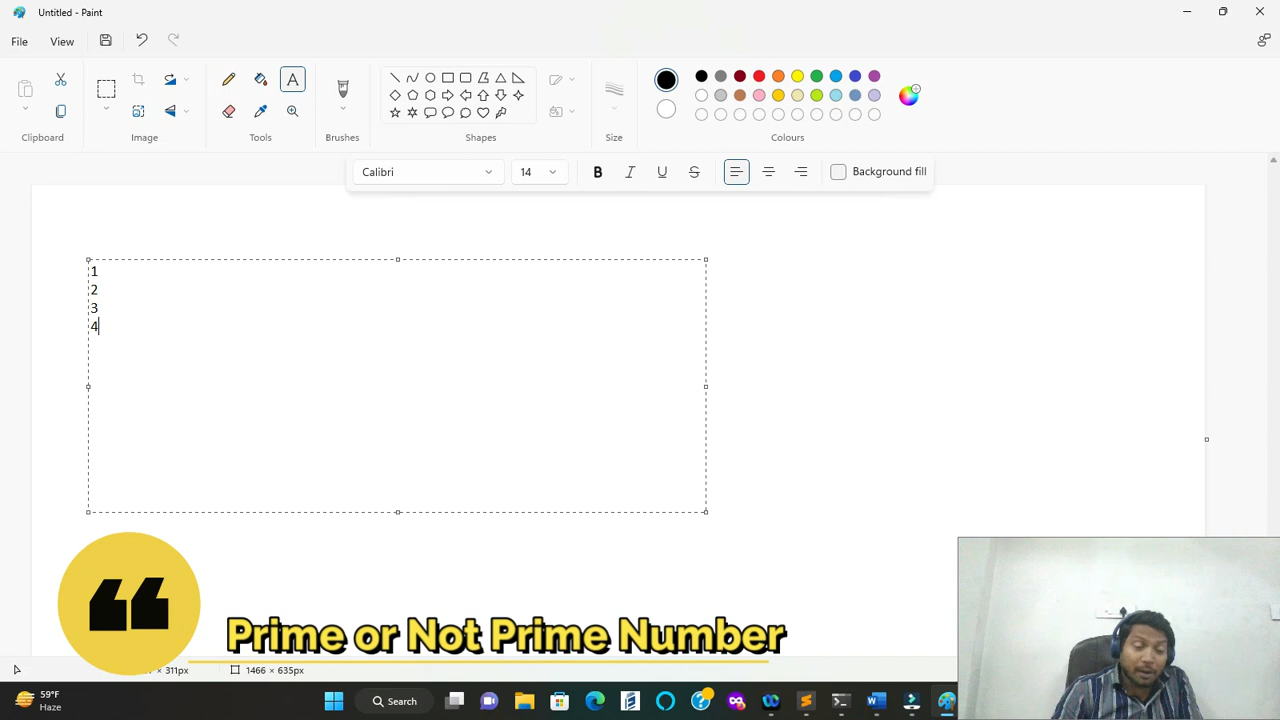 Untitled - Paint
File
View
Clipboard
Image
Tools
Brushes
Shapes
Size
Colours
Calibri
14
B
I
U
S
Background fill
1
2
3
4
Prime or Not Prime Number
× 311px
1466 × 635px
59°F
Haze
Search